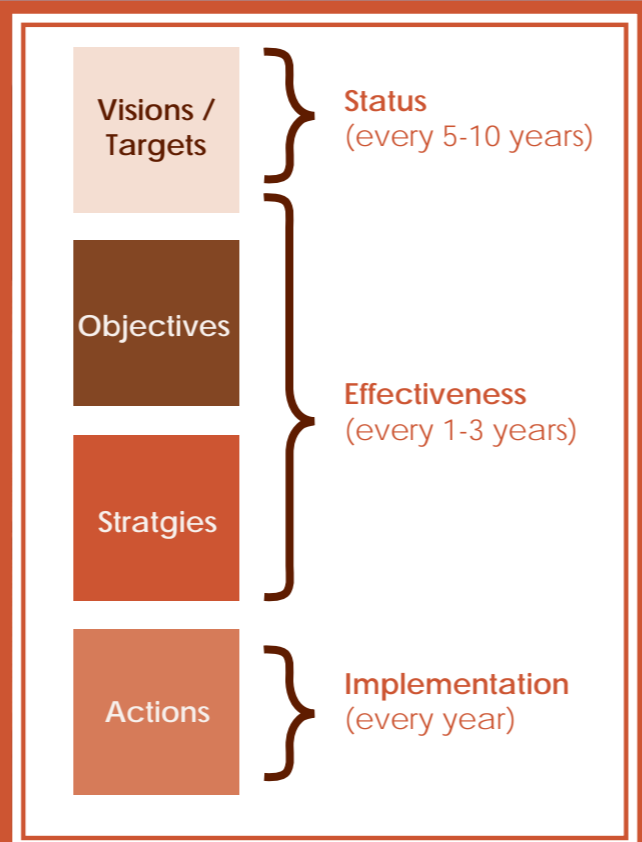 Visions /
Targets
Status
(every 5-10 years)
Objectives
Effectiveness
(every 1-3 years)
Stratgies
Actions
Implementation
(every year)